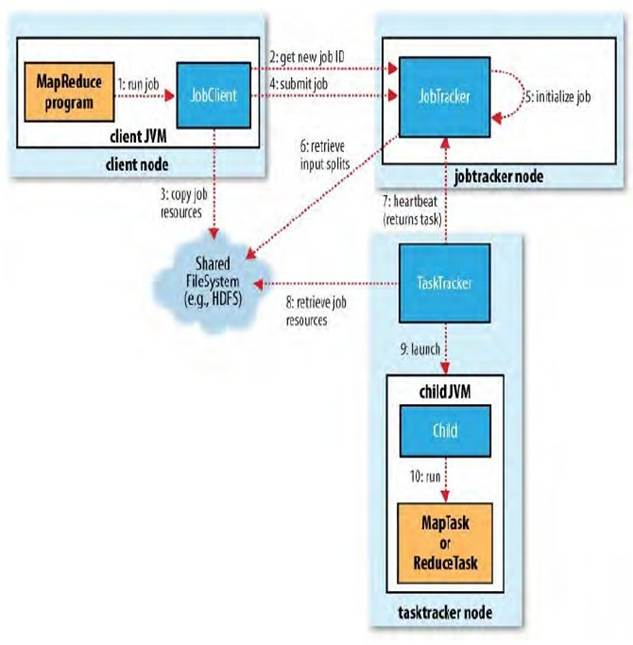 MapReduce
program
1: run job
JobClient
client JVM
client node
2: get new job ID
4: submit job
JobTracker
5: initialize job
jobtracker node
3: copy job
resources
6: retrieve
input splits
7: heartbeat
(returns task)
Shared
FileSystem
(e.g., HDFS)
8: retrieve job
resources
TaskTracker
9: launch
child JVM
Child
10: run
MapTask
or
ReduceTask
tasktracker node